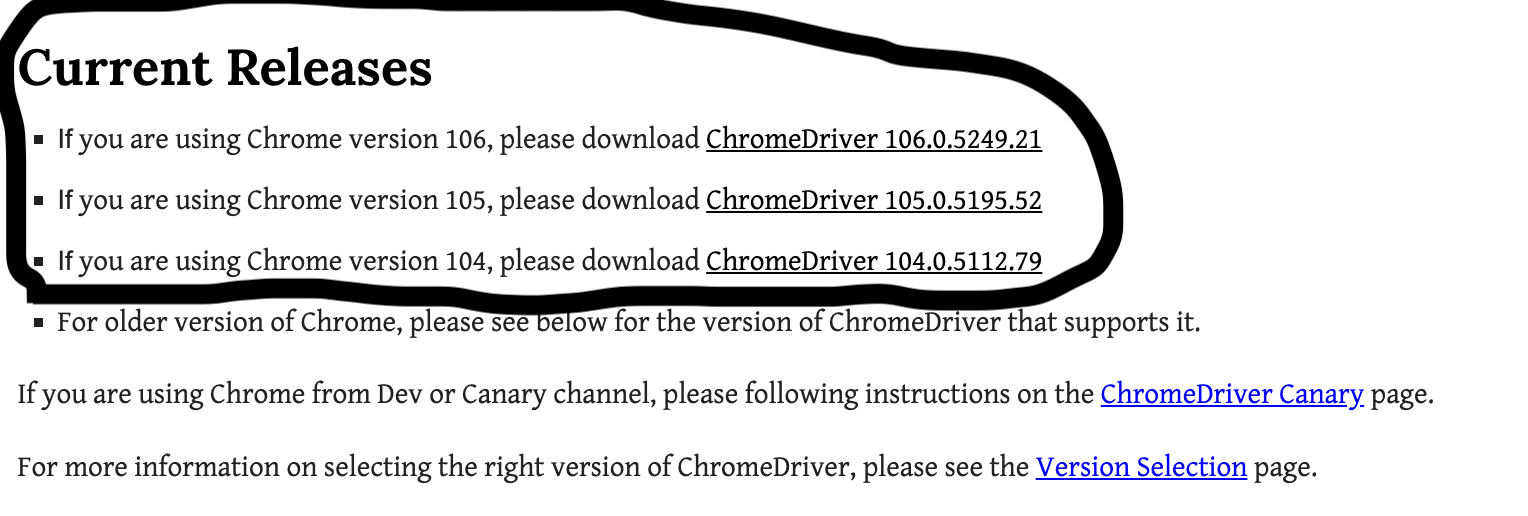 Current Releases
If you are using Chrome version 106, please download ChromeDriver 106.0.5249.21
If you are using Chrome version 105, please download ChromeDriver 105.0.5195.52
If you are using Chrome version 104, please download ChromeDriver 104.0.5112.79
For older version of Chrome, please see below for the version of ChromeDriver that supports it.
If you are using Chrome from Dev or Canary channel, please following instructions on the ChromeDriver Canary page.
For more information on selecting the right version of ChromeDriver, please see the Version Selection page.